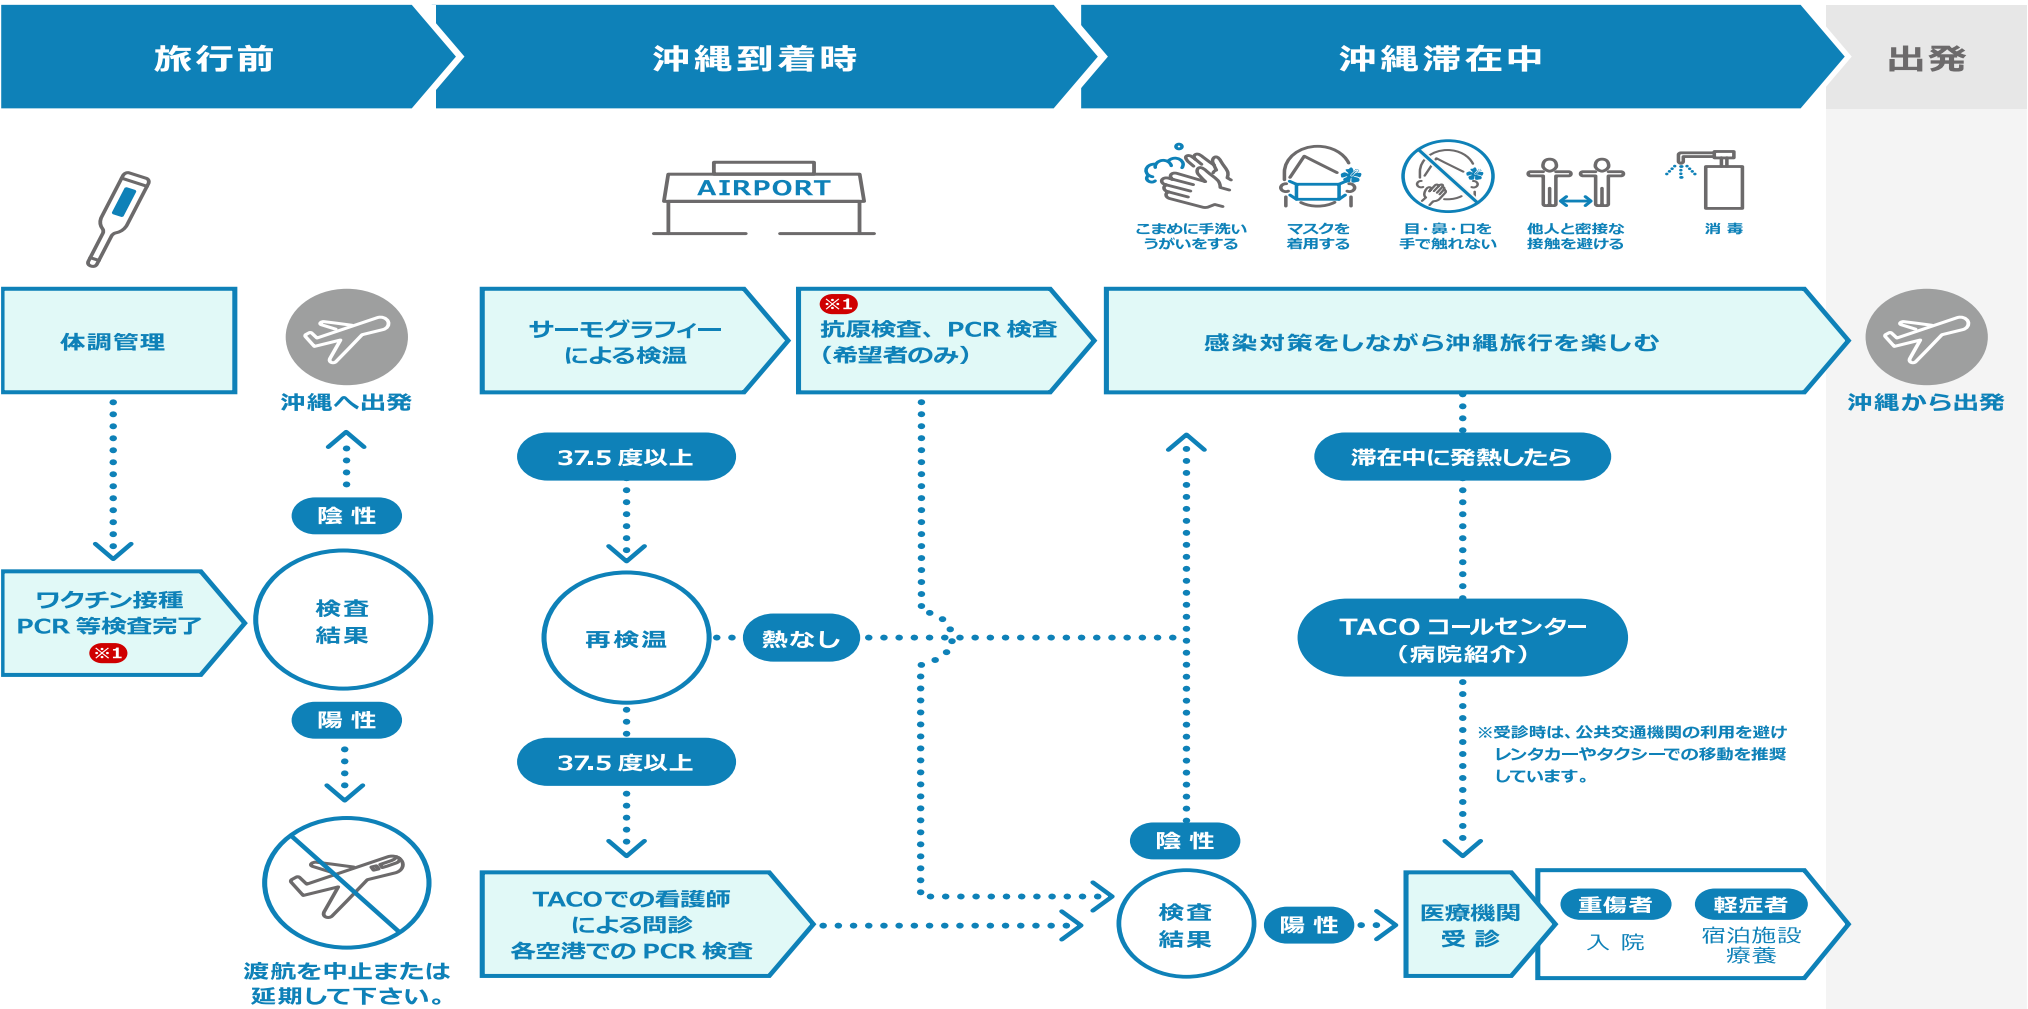 旅行前
沖縄到着時
沖縄滞在中
出発
AIRPORT
こまめに手洗い
うがいをする
マスクを
着用する
目・鼻・口を
手で触れない
他人と密接な
接触を避ける
消毒
体調管理
沖縄へ出発
陰性
ワクチン接種
PCR 等検査完了
※1
検査
結果
陽性
渡航を中止または
延期して下さい。
サーモグラフィー
による検温
※1
抗原検査、PCR 検査
（希望者のみ）
37.5 度以上
再検温
熱なし
37.5 度以上
TACOでの看護師
による問診
各空港での PCR 検査
感染対策をしながら沖縄旅行を楽しむ
沖縄から出発
滞在中に発熱したら
TACO コールセンター
（病院紹介）
※受診時は、公共交通機関の利用を避け
レンタカーやタクシーでの移動を推奨
しています。
陰性
検査
結果
陽性
医療機関
受診
重傷者
入院
軽症者
宿泊施設
療養